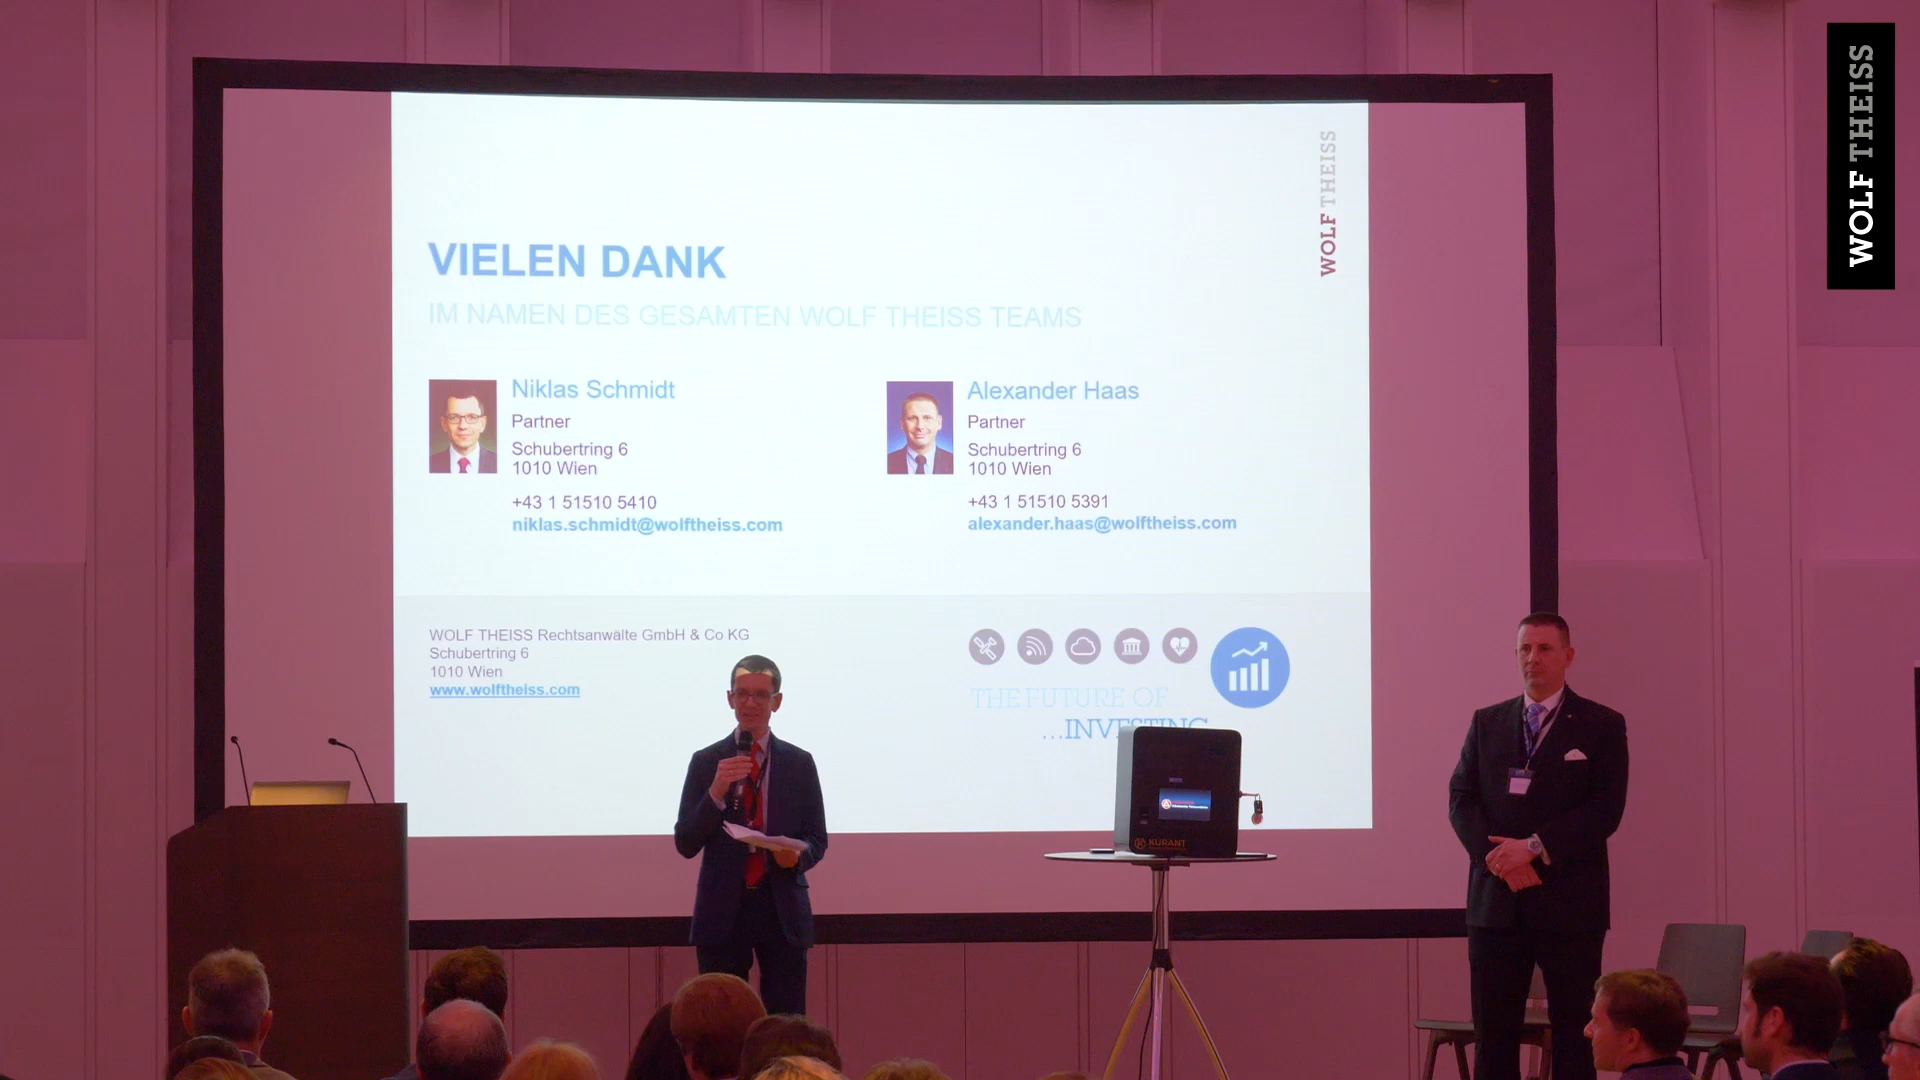 WOLF THEISS
WOLF THEISS
VIELEN DANK
IM NAMEN DES GESAMTEN WOLF THEISS TEAMS
Niklas Schmidt
Partner
Schubertring 6
1010 Wien
+43 1 51510 5410
niklas.schmidt@wolftheiss.com
Alexander Haas
Partner
Schubertring 6
1010 Wien
+43 1 51510 5391
alexander.haas@wolftheiss.com
WOLF THEISS Rechtsanwälte GmbH & Co KG
Schubertring 6
1010 Wien
www.wolftheiss.com
THE FUTURE OF
...INVESTING
KURANT